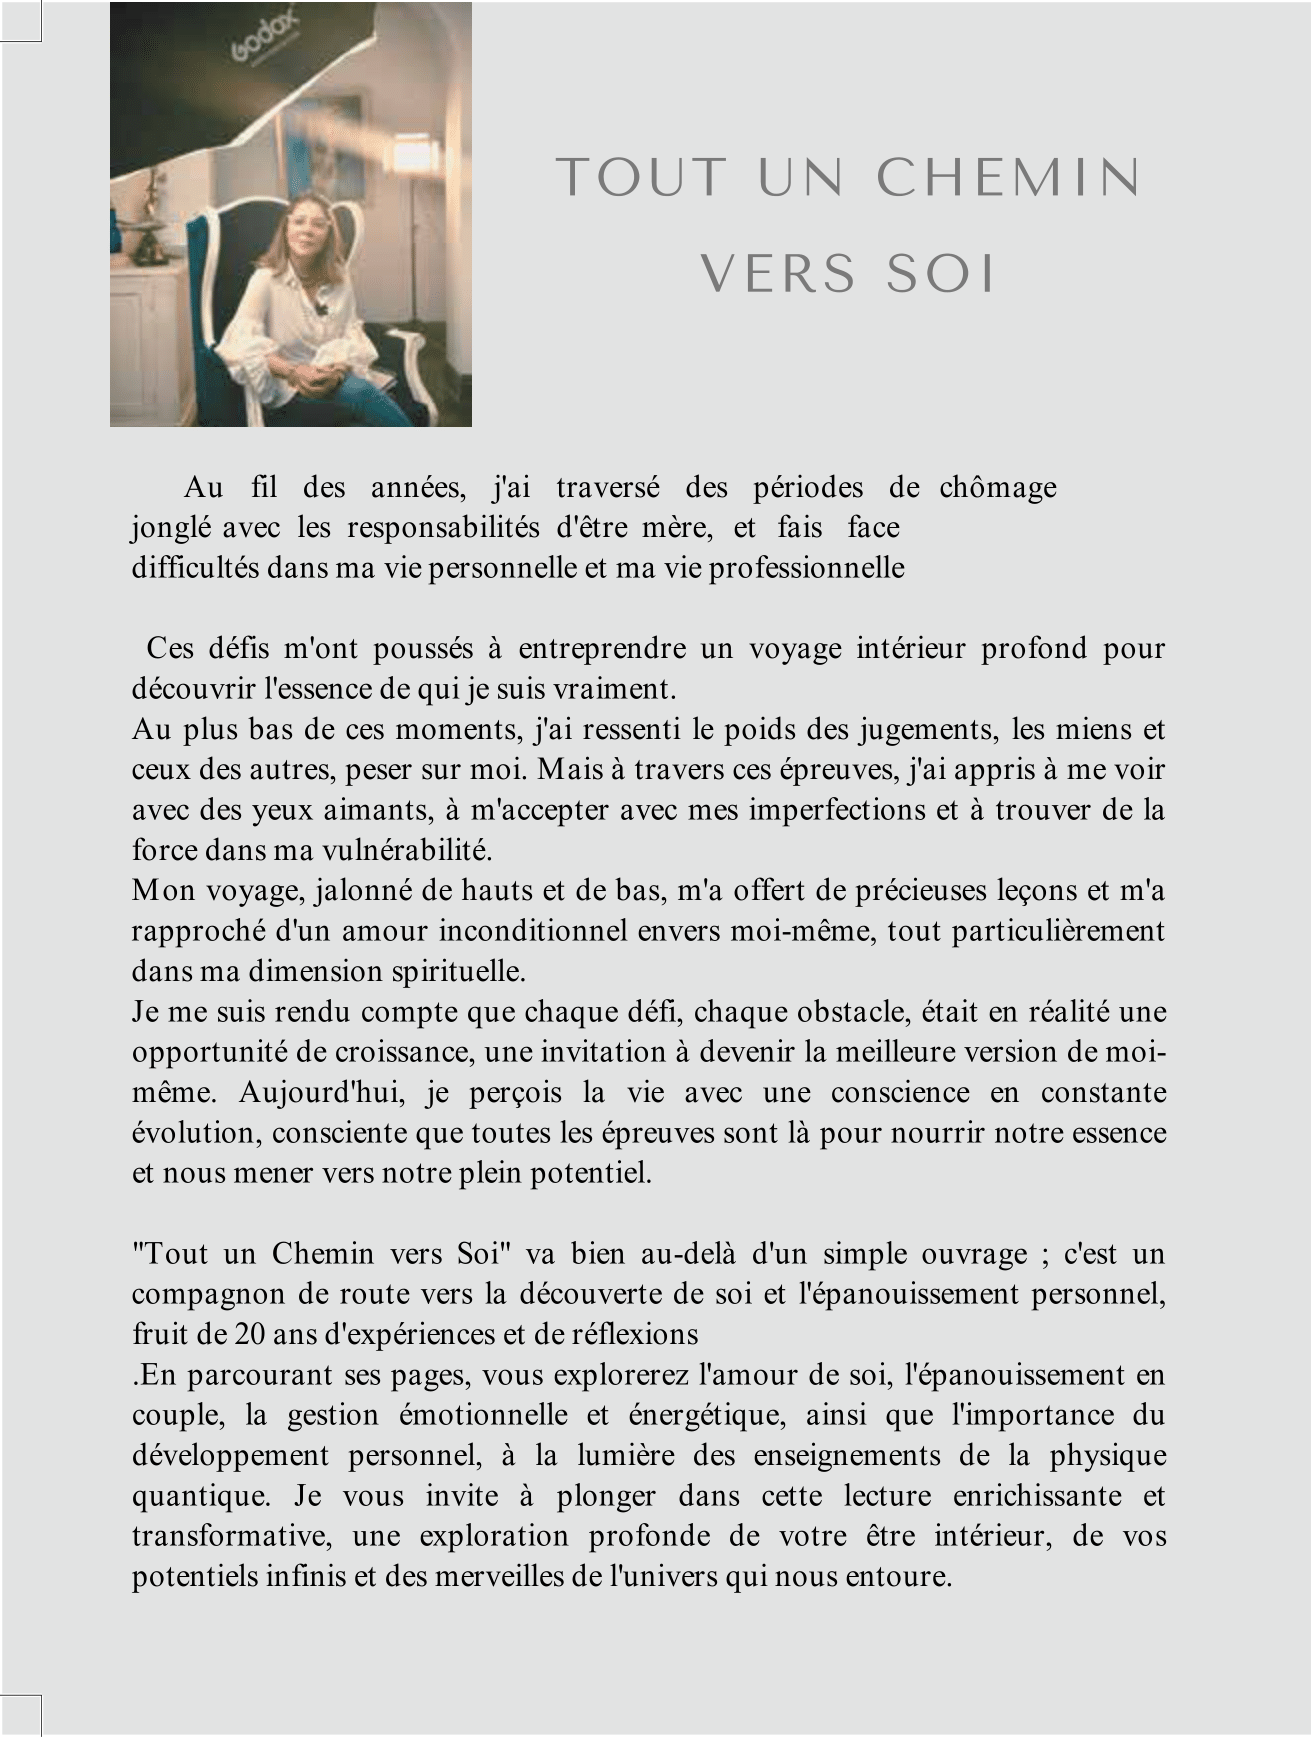 Godox
TOUT UN CHEMIN
VERS SOI
Au fil des années, j'ai traversé des périodes de chômage
jonglé avec les responsabilités d'être mère, et fais face
difficultés dans ma vie personnelle et ma vie professionnelle
Ces défis m'ont poussés à entreprendre un voyage intérieur profond pour
découvrir l'essence de qui je suis vraiment.
Au plus bas de ces moments, j'ai ressenti le poids des jugements, les miens et
ceux des autres, peser sur moi. Mais à travers ces épreuves, j'ai appris à me voir
avec des yeux aimants, à m'accepter avec mes imperfections et à trouver de la
force dans ma vulnérabilité.
Mon voyage, jalonné de hauts et de bas, m'a offert de précieuses leçons et m'a
rapproché d'un amour inconditionnel envers moi-même, tout particulièrement
dans ma dimension spirituelle.
Je me suis rendu compte que chaque défi, chaque obstacle, était en réalité une
opportunité de croissance, une invitation à devenir la meilleure version de moi-
même. Aujourd'hui, je perçois la vie avec une conscience en constante
évolution, consciente que toutes les épreuves sont là pour nourrir notre essence
et nous mener vers notre plein potentiel.
"Tout un Chemin vers Soi" va bien au-delà d'un simple ouvrage ; c'est un
compagnon de route vers la découverte de soi et l'épanouissement personnel,
fruit de 20 ans d'expériences et de réflexions
.En parcourant ses pages, vous explorerez l'amour de soi, l'épanouissement en
couple, la gestion émotionnelle et énergétique, ainsi que l'importance du
développement personnel, à la lumière des enseignements de la physique
quantique. Je vous invite à plonger dans cette lecture enrichissante et
transformative, une exploration profonde de votre être intérieur, de vos
potentiels infinis et des merveilles de l'univers qui nous entoure.